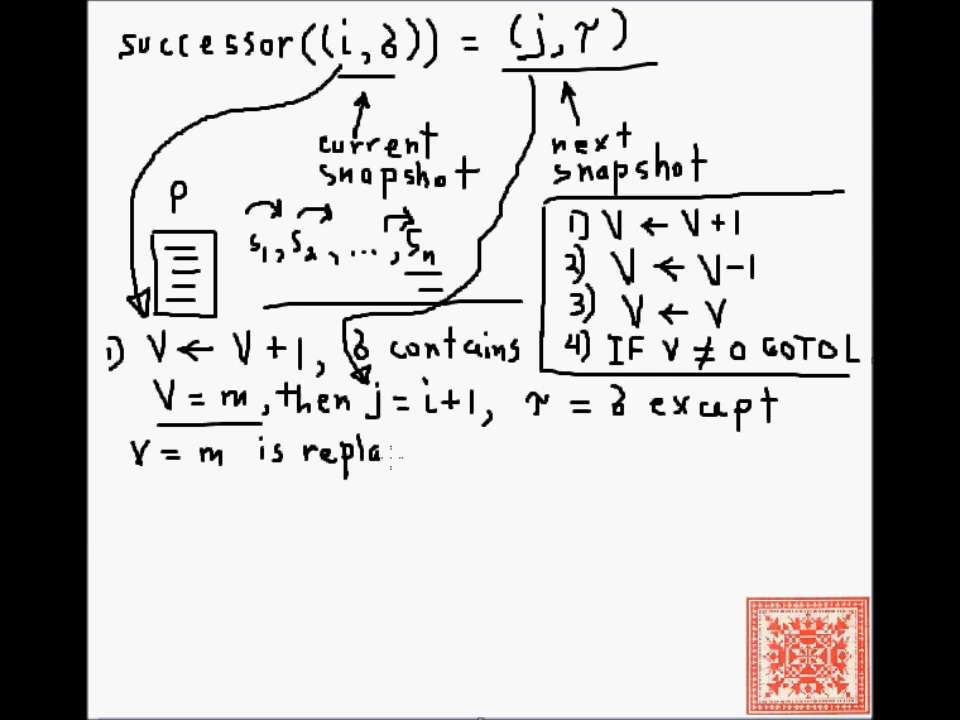 successor((i, δ)) = (j, τ)
current
snapshot
next
snapshot
P
s1, s2, ..., sn
1) V ← V+1
2) V ← V-1
3) V ← V
4) IF V ≠ 0 GOTO L
1) V ← V+1, δ contains
V = m, then j = i+1, τ = δ except
V = m is repla